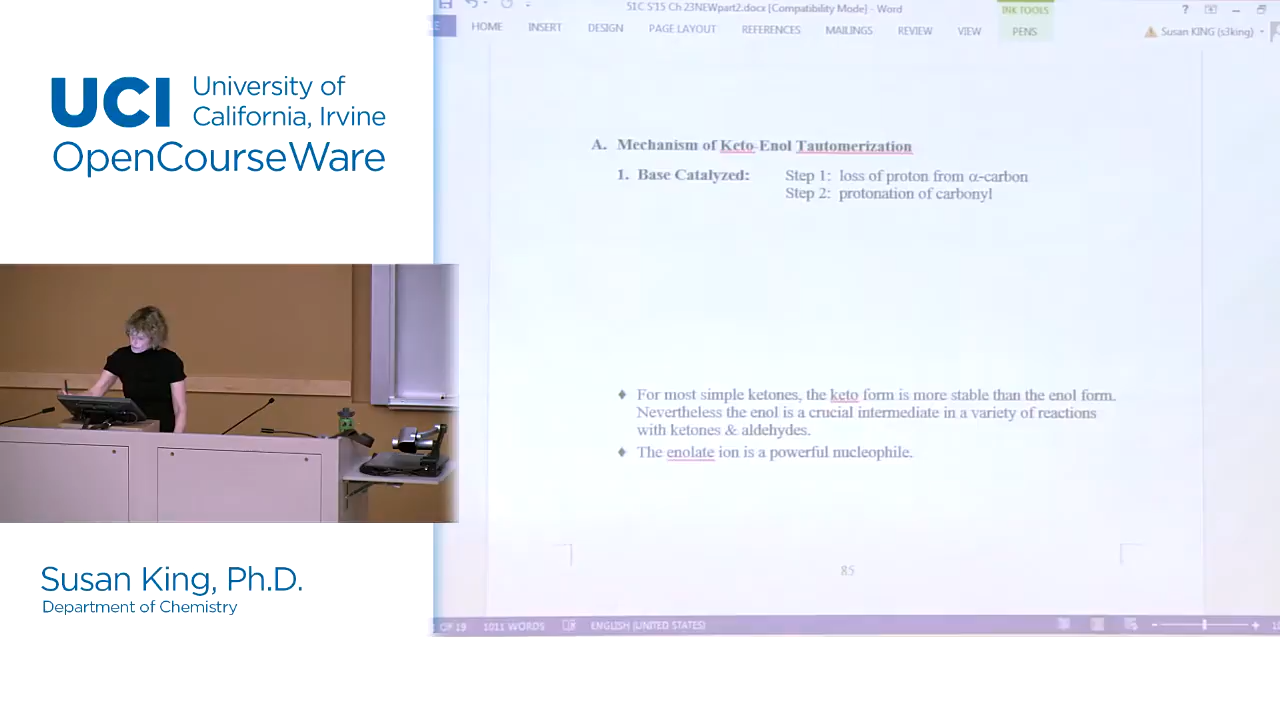 UCI University of
California, Irvine
OpenCourseWare
Susan King, Ph.D.
Department of Chemistry
51C S15 Ch 23NEWpart2.docx [Compatibility Mode] - Word
INK TOOLS
?
HOME INSERT DESIGN PAGE LAYOUT REFERENCES MAILINGS REVIEW VIEW PENS
Susan KING (s3king)
A. Mechanism of Keto-Enol Tautomerization
1. Base Catalyzed: Step 1: loss of proton from α-carbon
Step 2: protonation of carbonyl
♦ For most simple ketones, the keto form is more stable than the enol form.
Nevertheless the enol is a crucial intermediate in a variety of reactions
with ketones & aldehydes.
♦ The enolate ion is a powerful nucleophile.
85
OF 19 1011 WORDS ENGLISH (UNITED STATES)